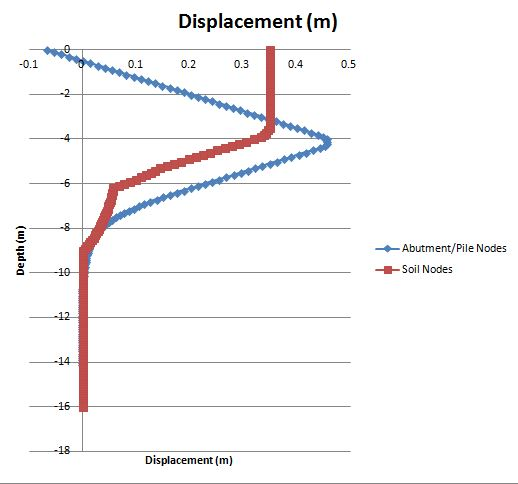 Displacement (m)
0
-0.1 0 0.1 0.2 0.3 0.4 0.5
-2
-4
-6
-8
-10
-12
-14
-16
-18
Depth (m)
Abutment/Pile Nodes
Soil Nodes
Displacement (m)